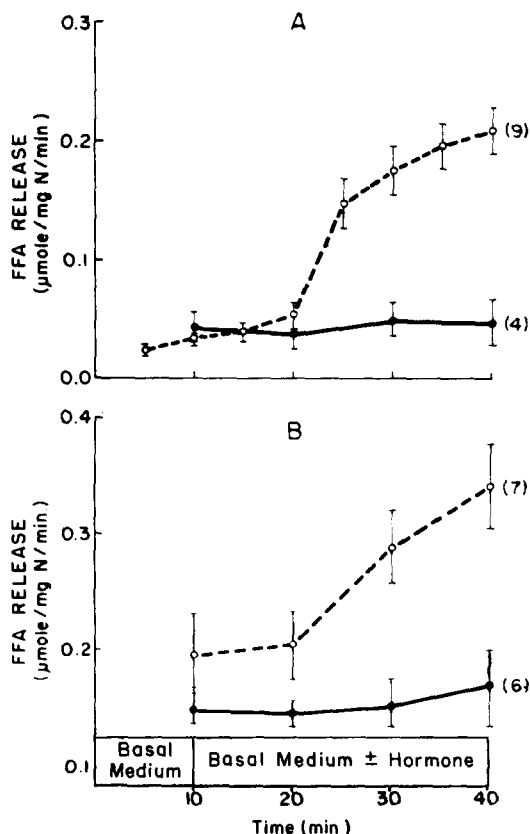 A
FFA RELEASE
(μmole/mg N/min)
0.3
0.2
0.1
0.0
(9)
(4)
B
FFA RELEASE
(μmole/mg N/min)
0.4
0.3
0.2
0.1
(7)
(6)
Basal
Medium
Basal Medium ± Hormone
0
10
20
30
40
Time (min)